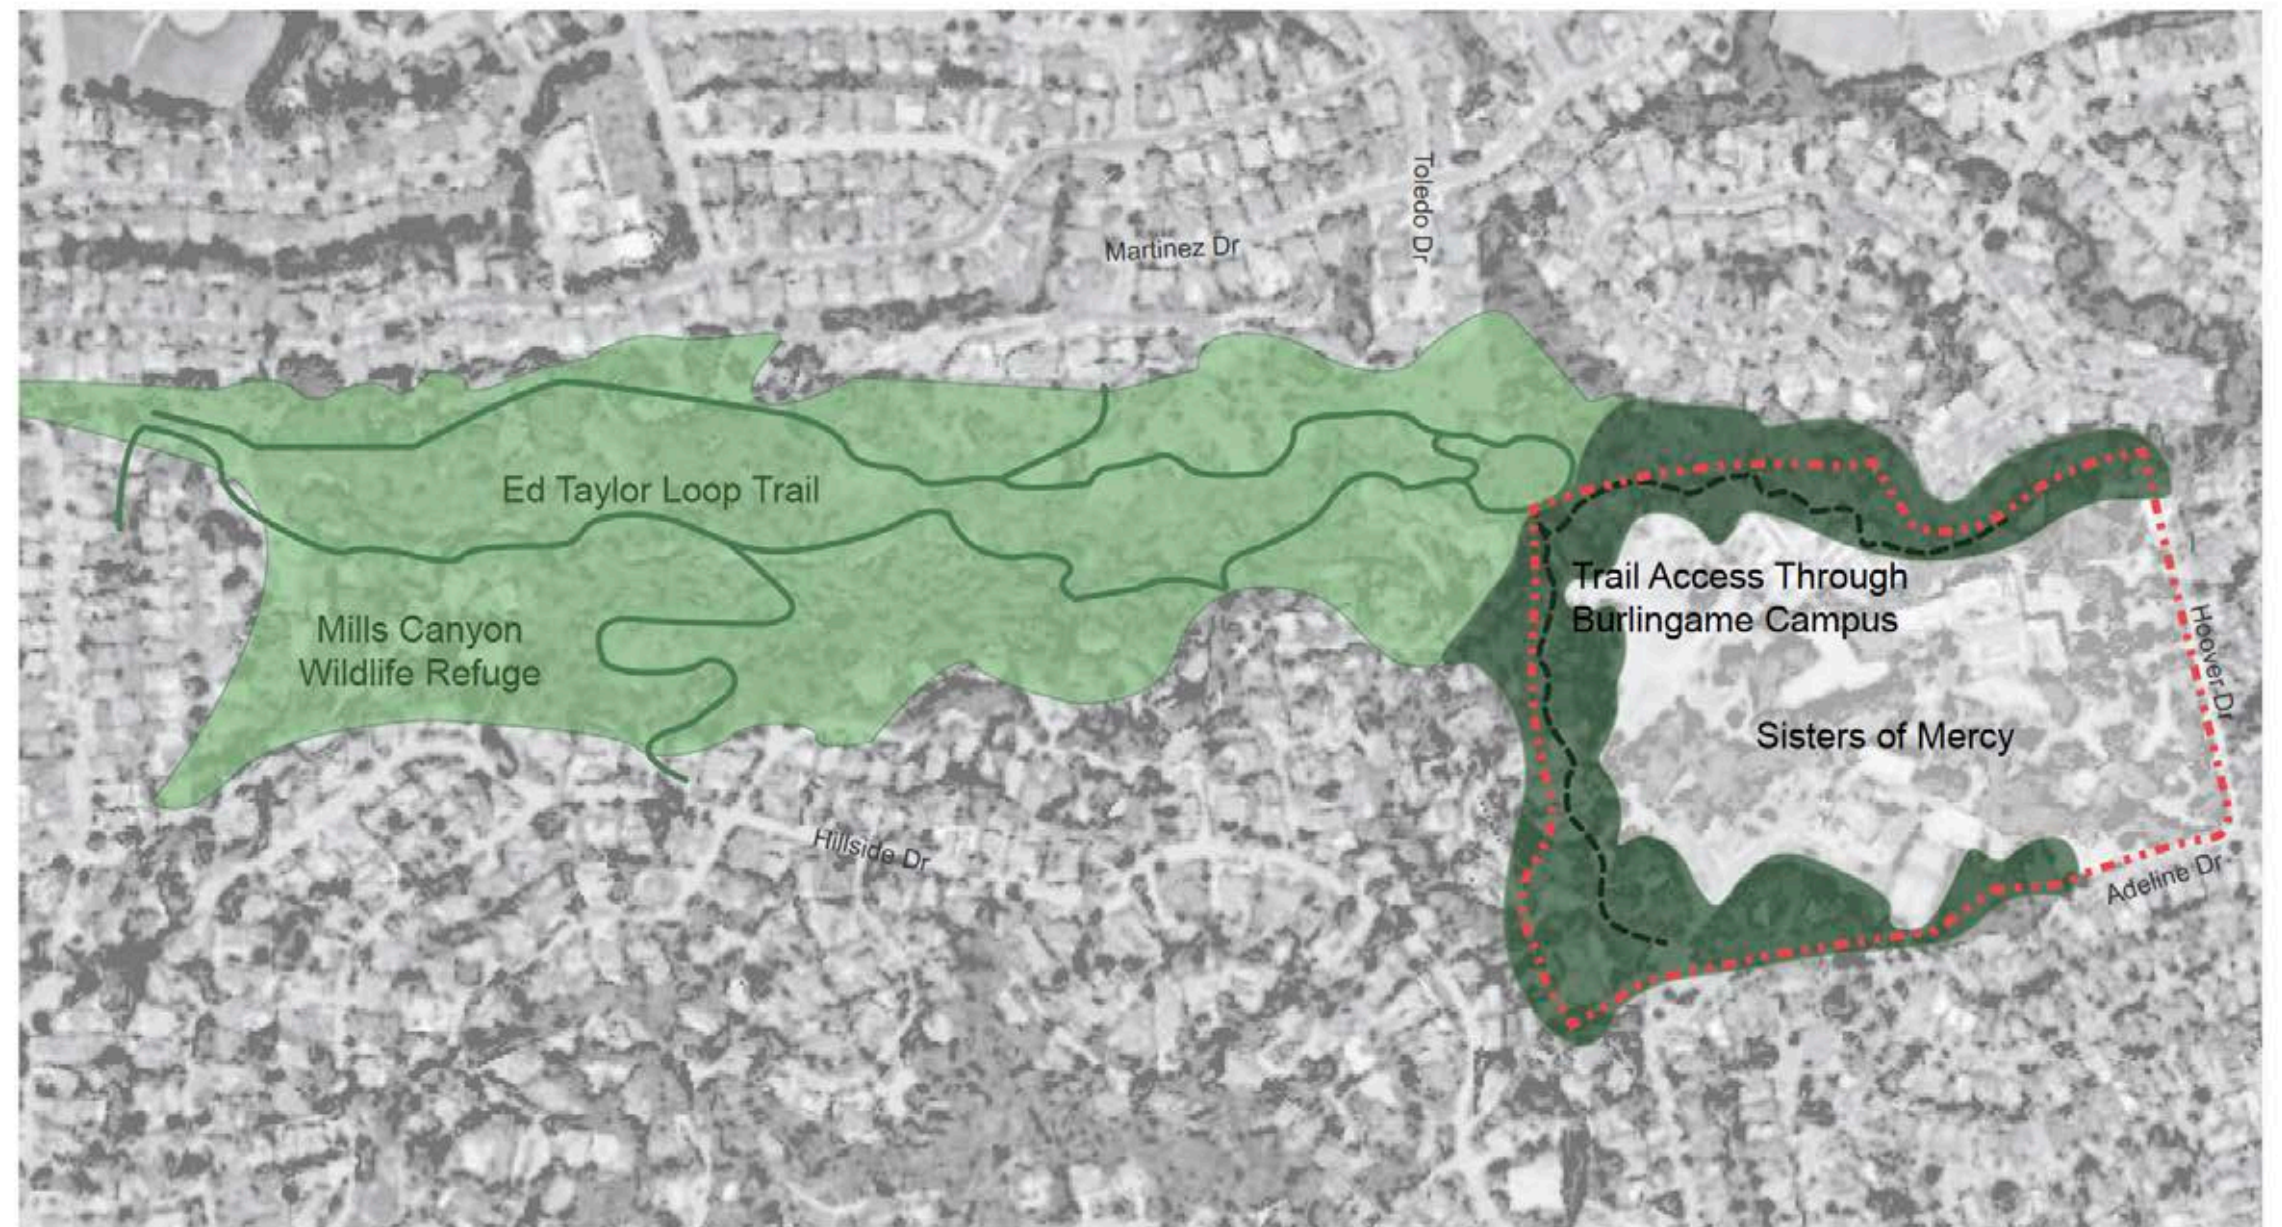 Toledo Dr
Martinez Dr
Ed Taylor Loop Trail
Trail Access Through
Burlingame Campus
Mills Canyon
Wildlife Refuge
Hoover Dr
Sisters of Mercy
Hillside Dr
Adeline Dr